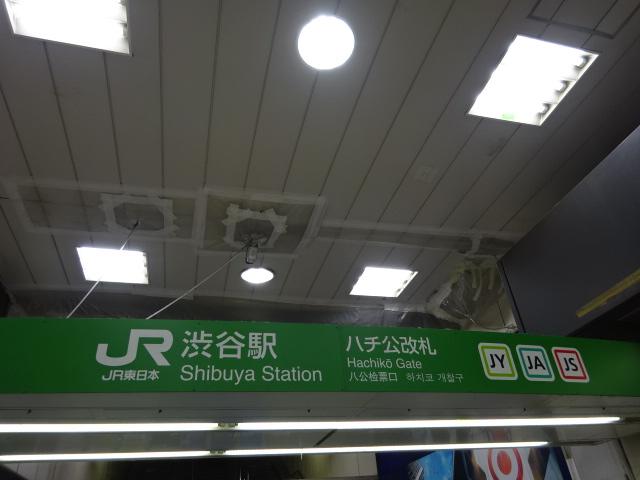 JR 渋谷駅
JR東日本 Shibuya Station
ハチ公改札
Hachikō Gate
八公检票口 하치코 개찰구
JY JA JS